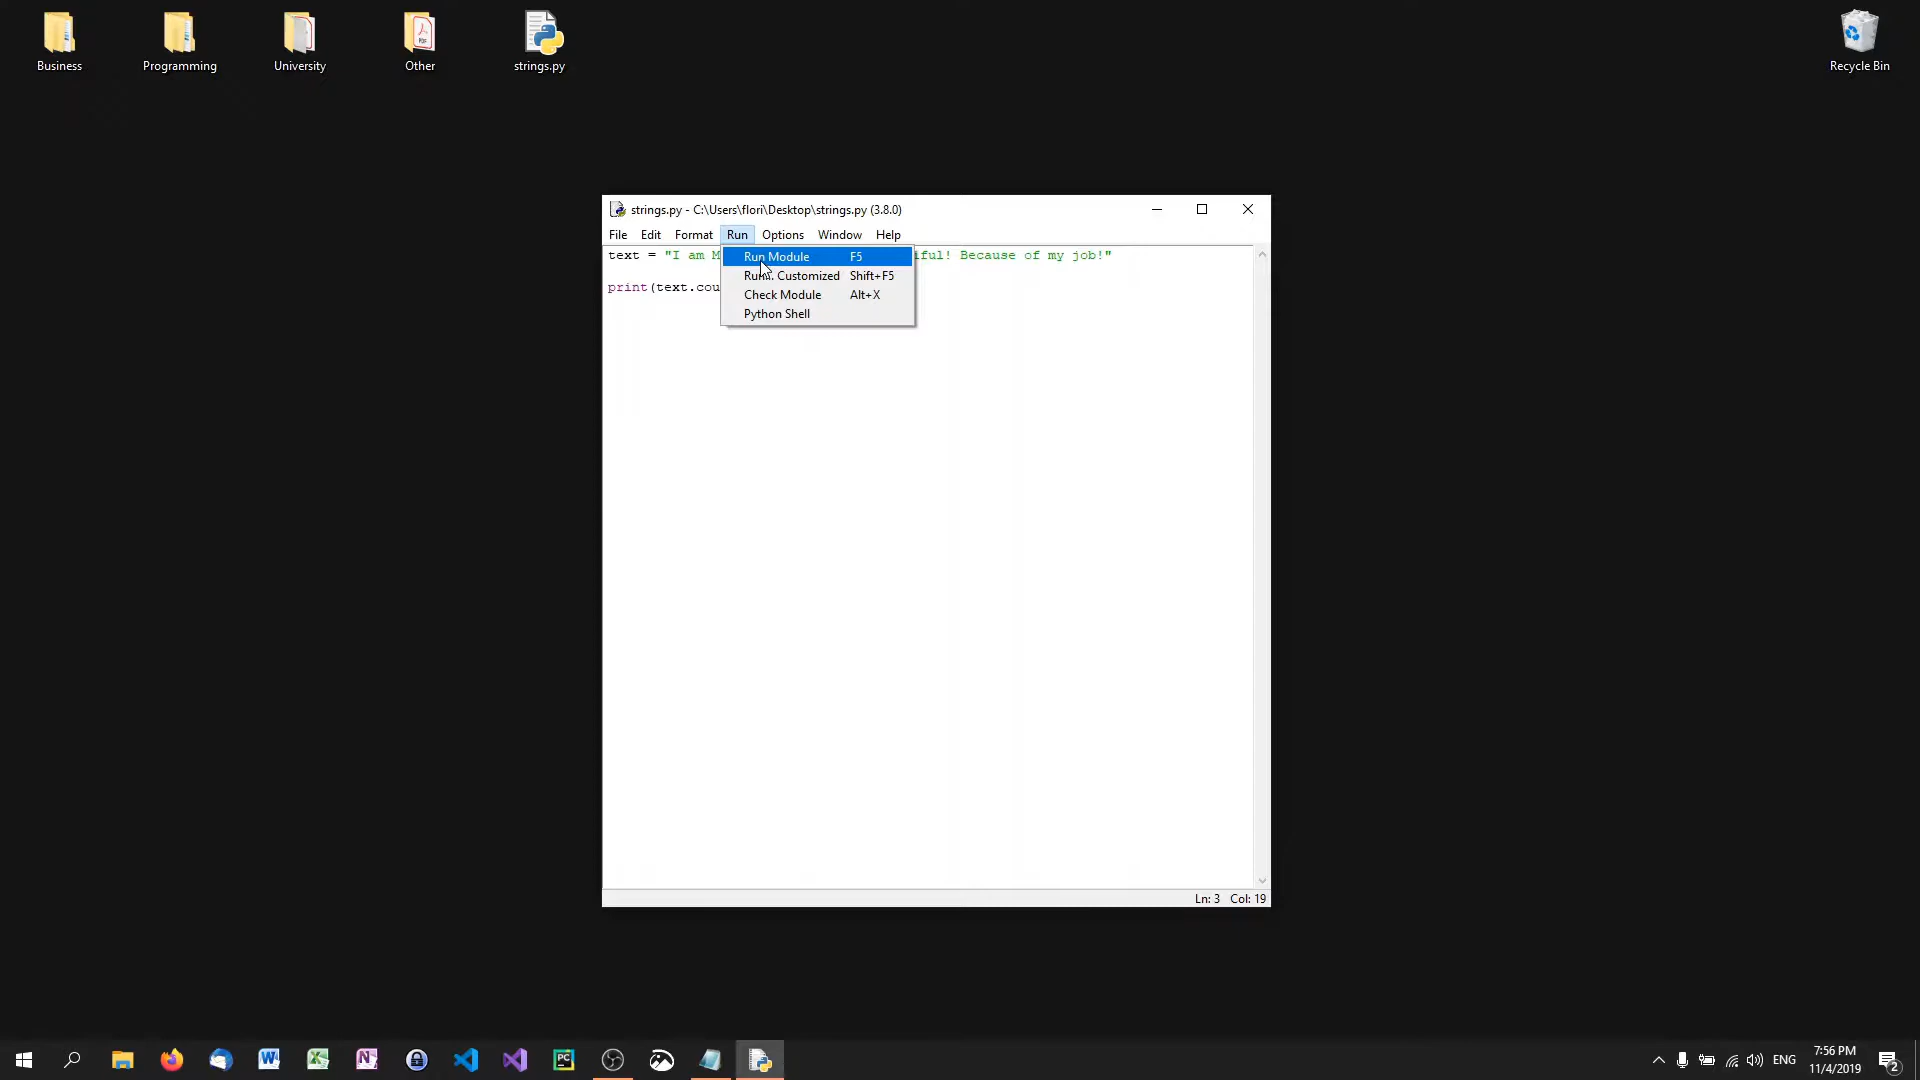 Business
Programming
University
Other
strings.py
Recycle Bin
strings.py - C:\Users\flori\Desktop\strings.py (3.8.0)
File Edit Format Run Options Window Help
text = "I am M iful! Because of my job!"
Run Module F5
Run... Customized Shift+F5
print(text.cou
Check Module Alt+X
Python Shell
Ln: 3 Col: 19
ENG
7:56 PM
11/4/2019
2